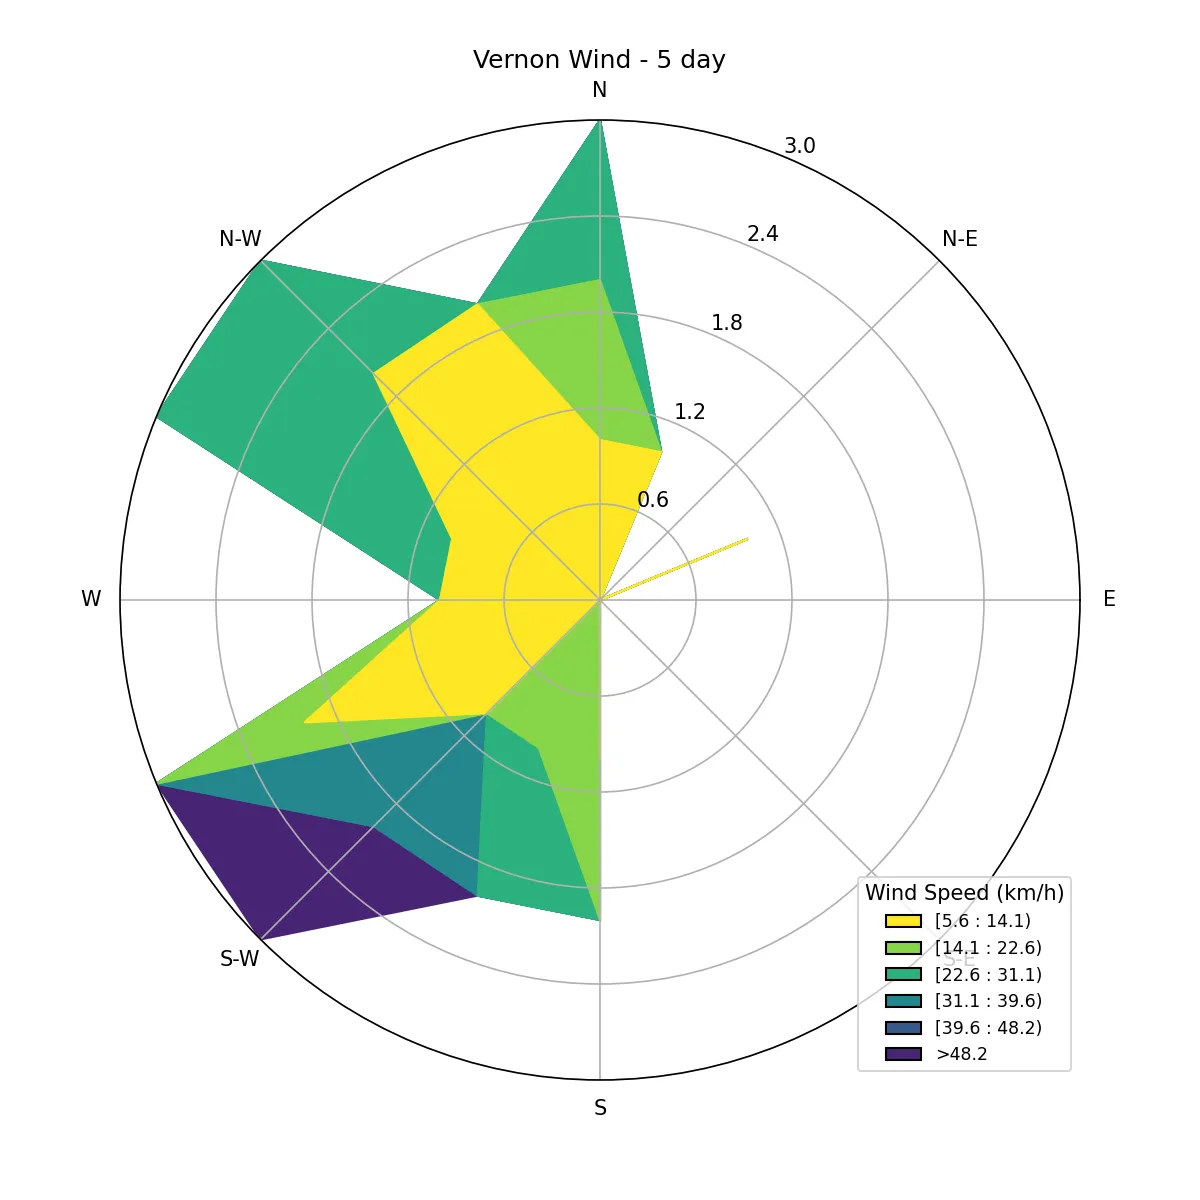 Vernon Wind - 5 day
N
3.0
N-W
2.4
N-E
1.8
1.2
0.6
W
E
Wind Speed (km/h)
[5.6 : 14.1)
[14.1 : 22.6)
S-W
S-E
[22.6 : 31.1)
[31.1 : 39.6)
[39.6 : 48.2)
>48.2
S